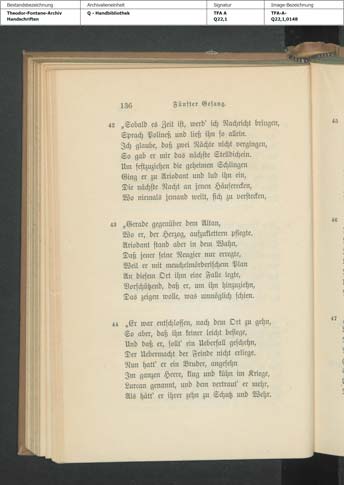 Bestandsbezeichnung
Archivalieneinheit
Signatur
Image-Bezeichnung
Theodor-Fontane-Archiv
Handschriften
Q - Handbibliothek
TFA A
Q22,1
TFA-A-
Q22,1,0148
136 Fünfter Gesang.
42 „Sobald es Zeit ist, werd' ich Nachricht bringen,
Sprach Polineß und ließ ihn so allein.
Ich glaube, daß zwei Nächte nicht vergingen,
So gab er mir das nächste Stelldichein.
Um festzuziehen die geheimen Schlingen
Ging er zu Ariodant und lud ihn ein,
Die nächste Nacht an jenen Häuserecken,
Wo niemals jemand weilt, sich zu verstecken,
43 „Gerade gegenüber dem Altan,
Wo er, der Herzog, aufzuklettern pflegte.
Ariodant stand aber in dem Wahn,
Daß jener seine Neugier nur erregte,
Weil er mit meuchelmörderischem Plan
An diesem Ort ihm eine Falle legte,
Vorschützend, daß er, um ihn hinzuziehn,
Das zeigen wolle, was unmöglich schien.
44 „Er war entschlossen, nach dem Ort zu gehn,
So aber, daß ihn keiner leicht besiege,
Und daß er, sollt' ein Ueberfall geschehn,
Der Uebermacht der Feinde nicht erliege.
Nun hatt' er ein Bruder, angesehn
Im ganzen Heere, klug und kühn im Kriege,
Lurcan genannt, und dem vertraut' er mehr,
Als hätt' er ihrer zehn zu Schutz und Wehr.
45
46
47